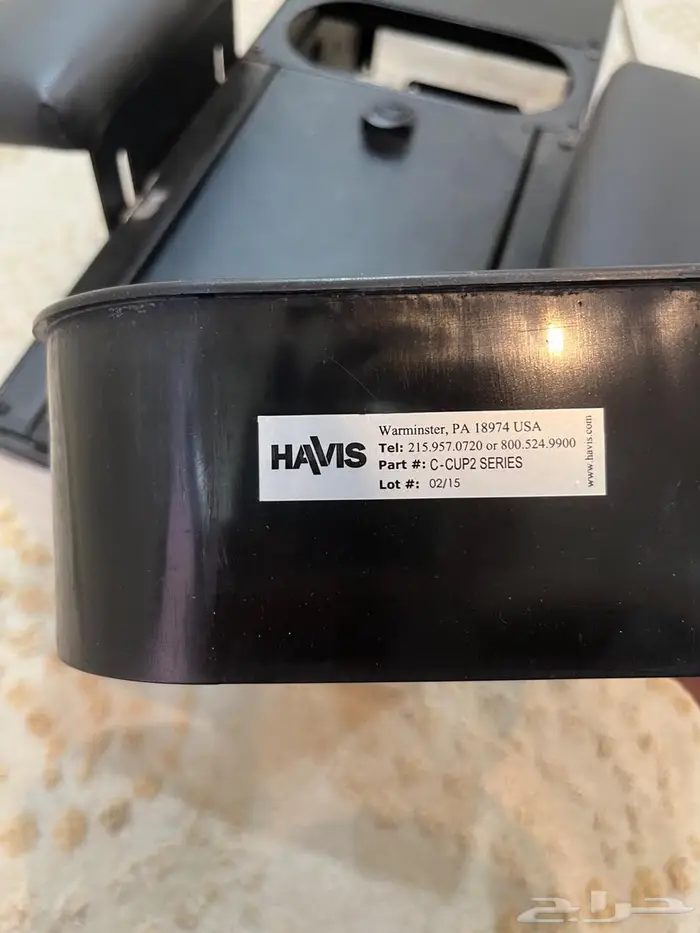 HAVIS
Warminster, PA 18974 USA
Tel: 215.957.0720 or 800.524.9900
Part #: C-CUP2 SERIES
Lot #: 02/15
www.havis.com
حراج